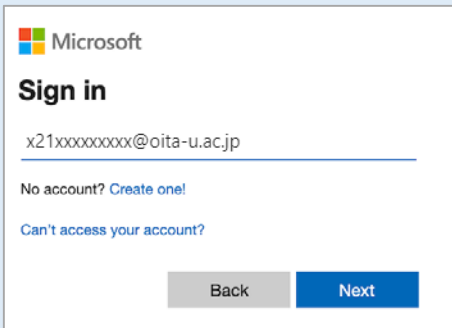 Microsoft
Sign in
x21xxxxxxxxx@oita-u.ac.jp
No account? Create one!
Can't access your account?
Back Next